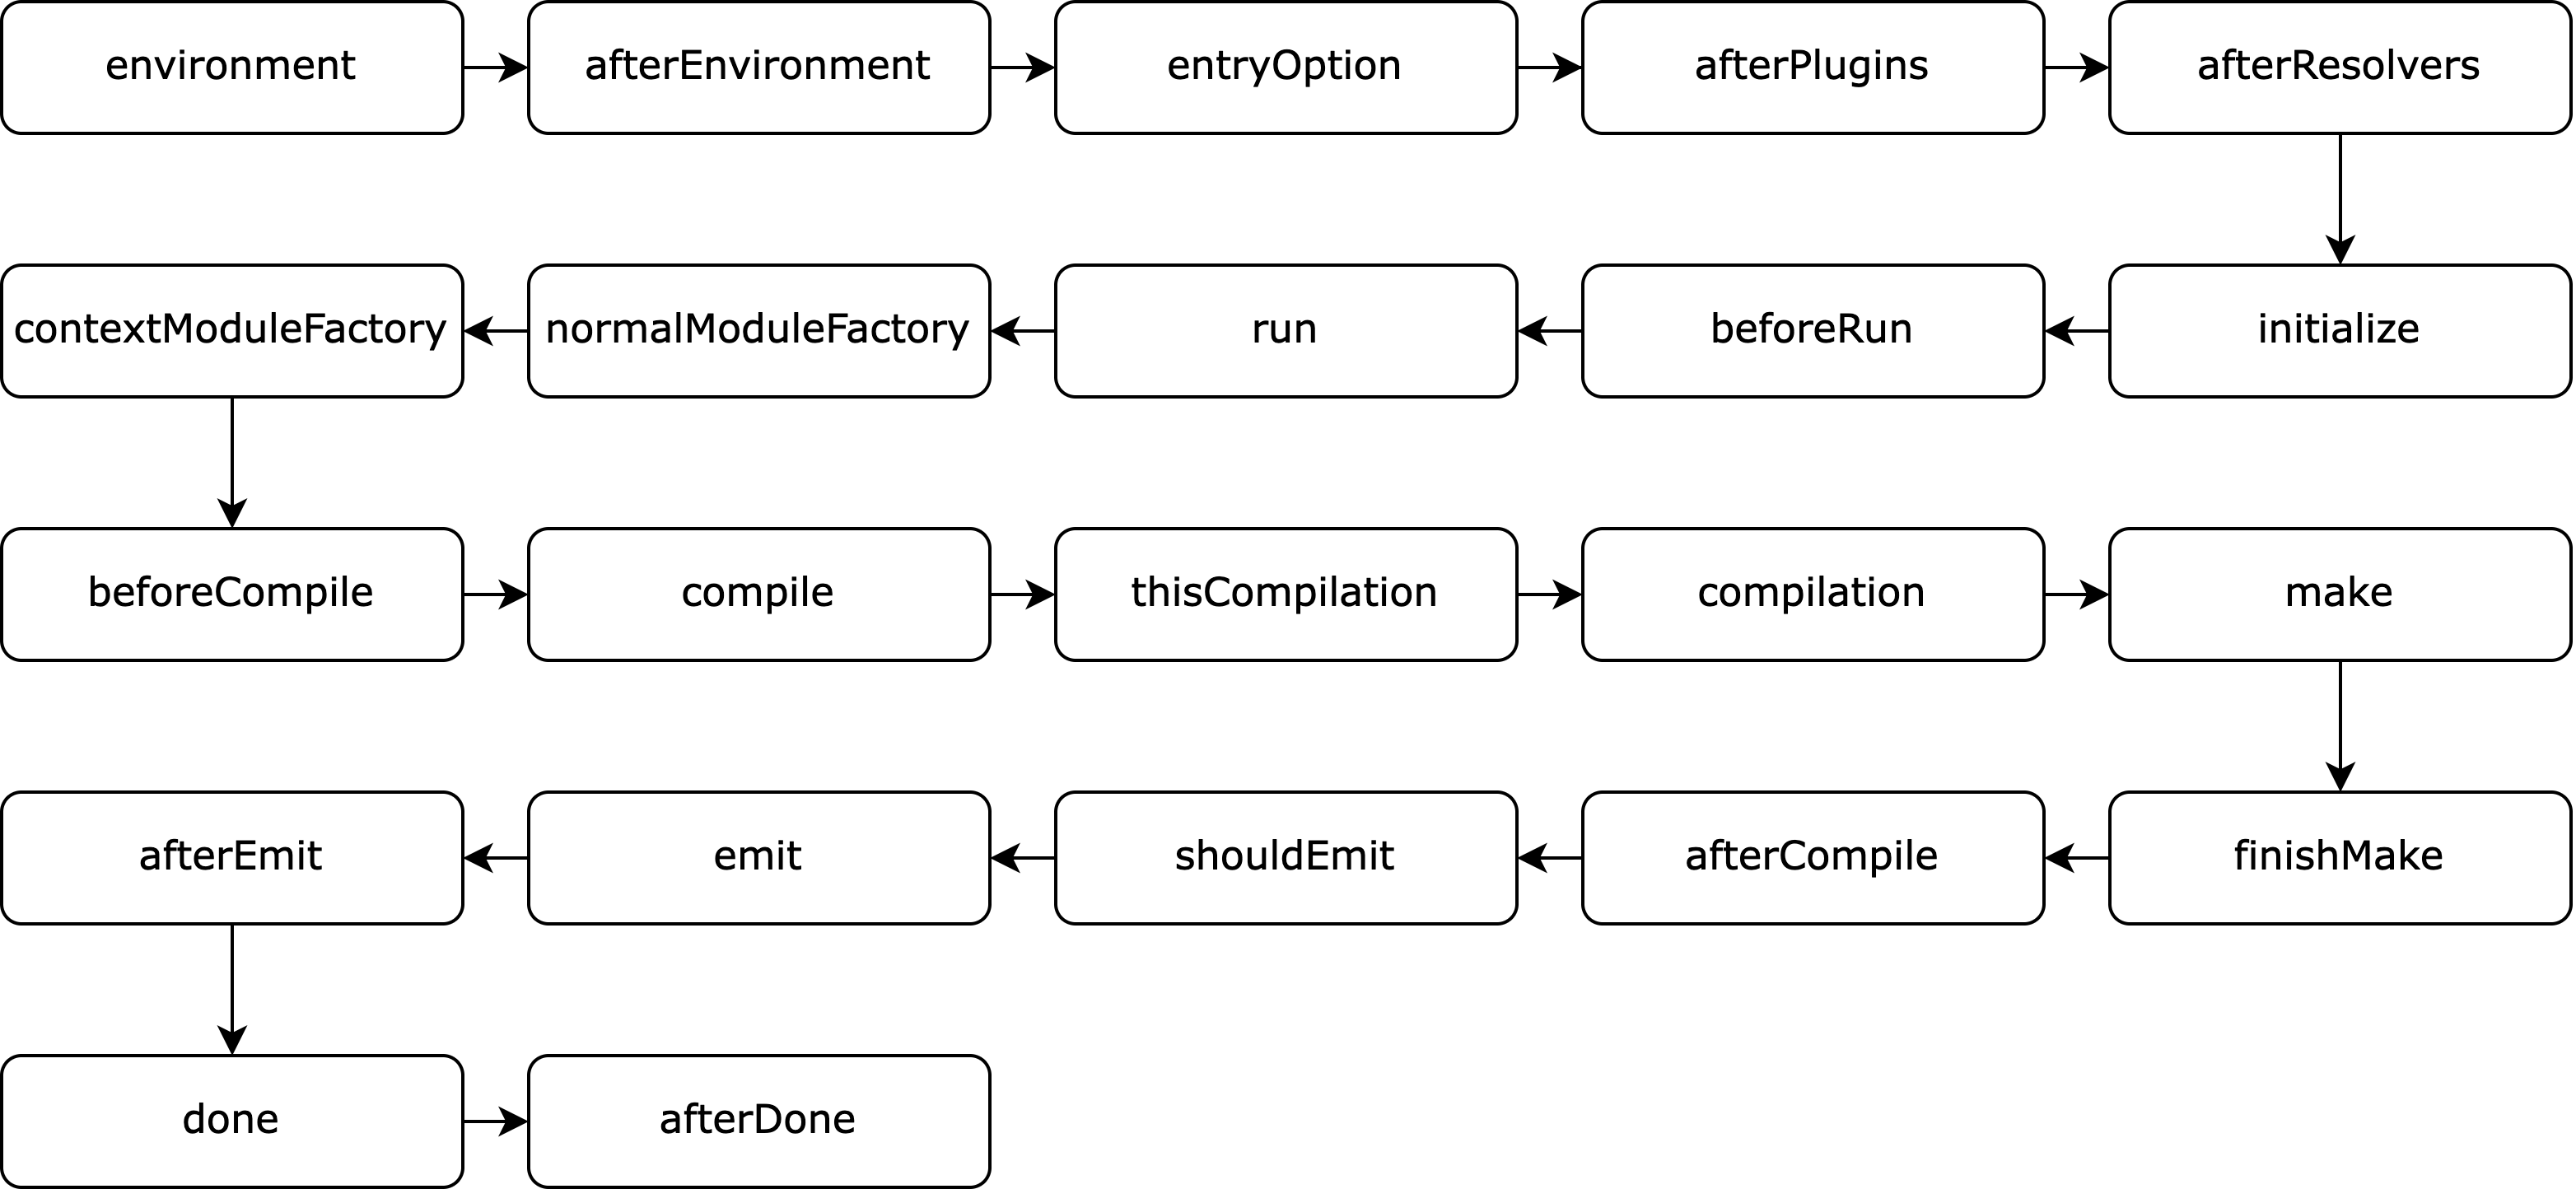 environment
afterEnvironment
entryOption
afterPlugins
afterResolvers
initialize
beforeRun
run
normalModuleFactory
contextModuleFactory
beforeCompile
compile
thisCompilation
compilation
make
finishMake
afterCompile
shouldEmit
emit
afterEmit
done
afterDone